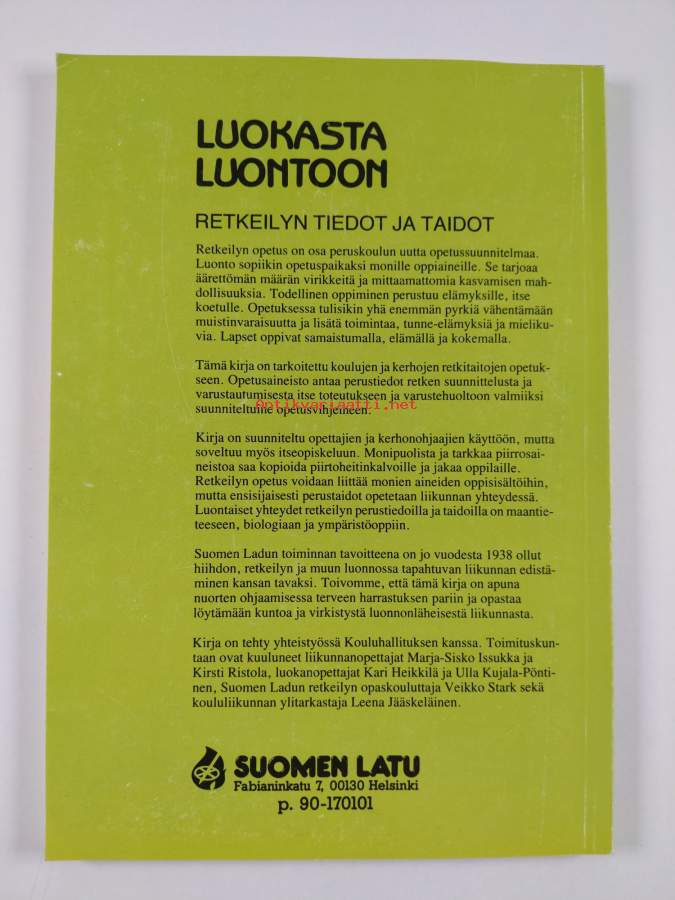 LUOKASTA
LUONTOON
RETKEILYN TIEDOT JA TAIDOT
Retkeilyn opetus on osa peruskoulun uutta opetussuunnitelmaa.
Luonto sopiikin opetuspaikaksi monille oppiaineille. Se tarjoaa
äärettömän määrän virikkeitä ja mittaamattomia kasvamisen mah-
dollisuuksia. Todellinen oppiminen perustuu elämyksille, itse
koetulle. Opetuksessa tulisikin yhä enemmän pyrkiä vähentämään
muistinvaraisuutta ja lisätä toimintaa, tunne-elämyksiä ja mieliku-
via. Lapset oppivat samaistumalla, elämällä ja kokemalla.
Tämä kirja on tarkoitettu koulujen ja kerhojen retkitaitojen opetuk-
seen. Opetusaineisto antaa perustiedot retken suunnittelusta ja
varustautumisesta itse toteutukseen ja varustehuoltoon valmiiksi
Antikvariaatti.net
suunniteltuine opetusvihjeineen.
Kirja on suunniteltu opettajien ja kerhonohjaajien käyttöön, mutta
soveltuu myös itseopiskeluun. Monipuolista ja tarkkaa piirrosai-
neistoa saa kopioida piirtoheitinkalvoille ja jakaa oppilaille.
Retkeilyn opetus voidaan liittää monien aineiden oppisisältöihin,
mutta ensisijaisesti perustaidot opetetaan liikunnan yhteydessä.
Luontaiset yhteydet retkeilyn perustiedoilla ja taidoilla on maantie-
teeseen, biologiaan ja ympäristöoppiin.
Suomen Ladun toiminnan tavoitteena on jo vuodesta 1938 ollut
hiihdon, retkeilyn ja muun luonnossa tapahtuvan liikunnan edistä-
minen kansan tavaksi. Toivomme, että tämä kirja on apuna
nuorten ohjaamisessa terveen harrastuksen pariin ja opastaa
löytämään kuntoa ja virkistystä luonnonläheisestä liikunnasta.
Kirja on tehty yhteistyössä Kouluhallituksen kanssa. Toimituskun-
taan ovat kuuluneet liikunnanopettajat Marja-Sisko Issukka ja
Kirsti Ristola, luokanopettajat Kari Heikkilä ja Ulla Kujala-Pönti-
nen, Suomen Ladun retkeilyn opaskouluttaja Veikko Stark sekä
koululiikunnan ylitarkastaja Leena Jääskeläinen.
SUOMEN LATU
Fabianinkatu 7, 00130 Helsinki
p. 90-170101